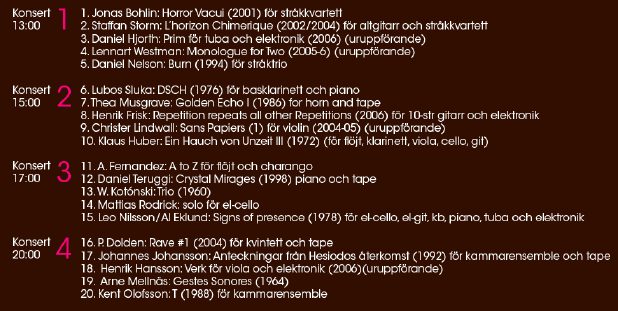 Konsert 1
13:00
1. Jonas Bohlin: Horror Vacui (2001) för stråkkvartett
2. Staffan Storm: L'horizon Chimerique (2002/2004) för altgitarr och stråkkvartett
3. Daniel Hjorth: Prim för tuba och elektronik (2006) (uruppförande)
4. Lennart Westman: Monologue for Two (2005-6) (uruppförande)
5. Daniel Nelson: Burn (1994) för stråktrio
Konsert 2
15:00
6. Lubos Sluka: DSCH (1976) för basklarinett och piano
7. Thea Musgrave: Golden Echo I (1986) for horn and tape
8. Henrik Frisk: Repetition repeats all other Repetitions (2006) för 10-str gitarr och elektronik
9. Christer Lindwall: Sans Papiers (1) för violin (2004-05) (uruppförande)
10. Klaus Huber: Ein Hauch von Unzeit III (1972) (för flöjt, klarinett, viola, cello, git)
Konsert 3
17:00
11. A. Fernandez: A to Z för flöjt och charango
12. Daniel Teruggi: Crystal Mirages (1998) piano och tape
13. W. Kotónski: Trio (1960)
14. Mattias Rodrick: solo för el-cello
15. Leo Nilsson/Al Eklund: Signs of presence (1978) för el-cello, el-git, kb, piano, tuba och elektronik
Konsert 4
20:00
16. P. Dolden: Rave #1 (2004) för kvintett och tape
17. Johannes Johansson: Anteckningar från Hesiodos återkomst (1992) för kammarensemble och tape
18. Henrik Hansson: Verk för viola och elektronik (2006)(uruppförande)
19. Arne Mellnäs: Gestes Sonores (1964)
20. Kent Olofsson: T (1988) för kammarensemble